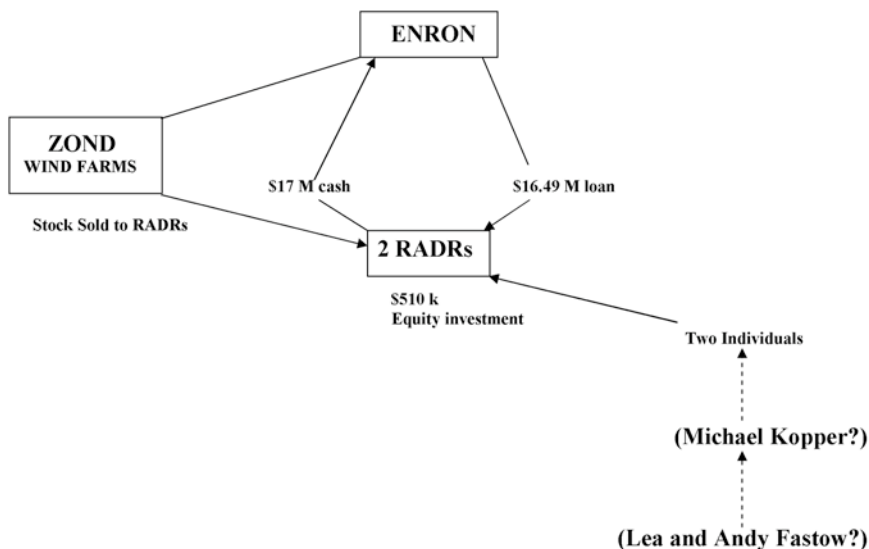 ENRON
ZOND
WIND FARMS
$17 M cash
$16.49 M loan
Stock Sold to RADRs
2 RADRs
$510 k
Equity investment
Two Individuals
(Michael Kopper?)
(Lea and Andy Fastow?)